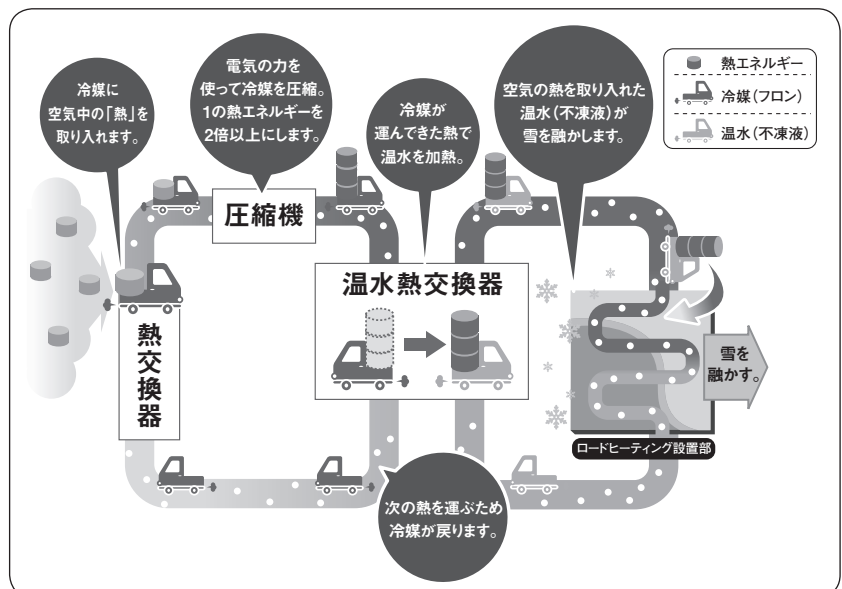 冷媒に
空気中の「熱」を
取り入れます。
電気の力を
使って冷媒を圧縮。
1の熱エネルギーを
2倍以上にします。
冷媒が
運んできた熱で
温水を加熱。
空気の熱を取り入れた
温水(不凍液)が
雪を融かします。
熱エネルギー
冷媒(フロン)
温水(不凍液)
圧縮機
温水熱交換器
熱交換器
雪を
融かす。
ロードヒーティング設置部
次の熱を運ぶため
冷媒が戻ります。